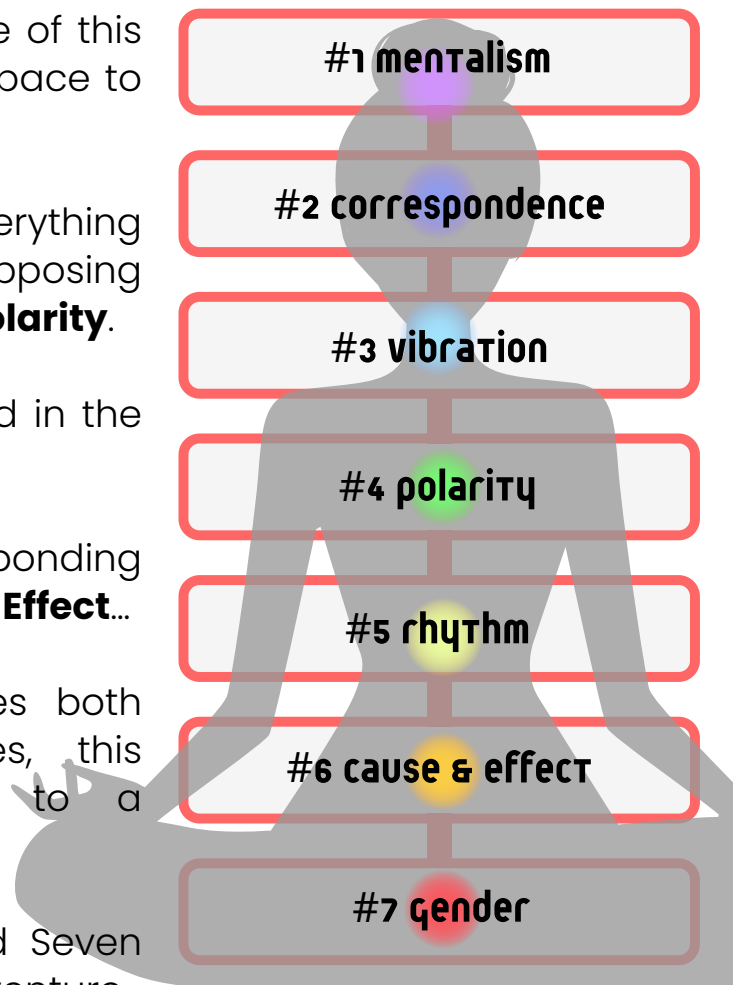 e of this
pace to
erything
pposing
olarity.
d in the
ponding
Effect...
es both
es, this
to a
d Seven
#1 mentalism
#2 correspondence
#3 vibration
#4 polarity
#5 rhythm
#6 cause & effect
#7 gender